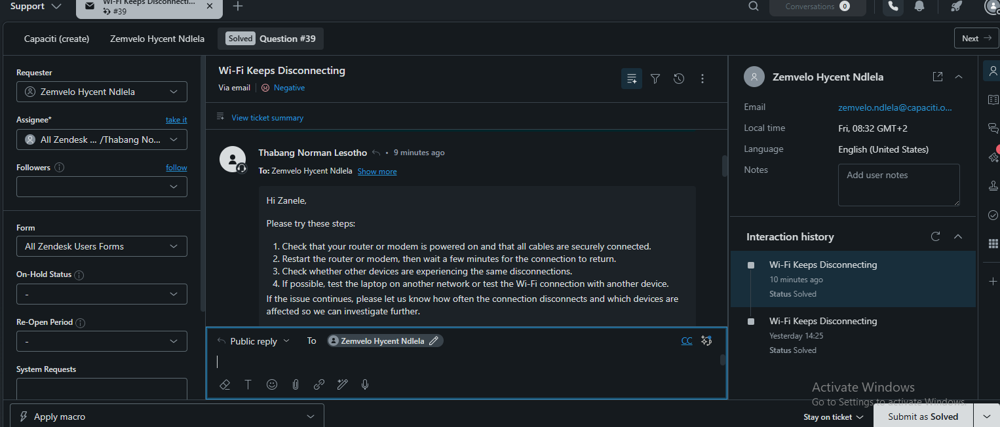 Support
Wi-Fi Keeps Disconnecti...
#39
Conversations 0
Capaciti (create)
Zemvelo Hycent Ndlela
Solved Question #39
Next
Requester
Zemvelo Hycent Ndlela
Assignee*
take it
All Zendesk ... /Thabang No...
Followers
follow
Form
All Zendesk Users Forms
On-Hold Status
-
Re-Open Period
-
System Requests
Apply macro
Wi-Fi Keeps Disconnecting
Via email
Negative
View ticket summary
Thabang Norman Lesotho • 9 minutes ago
To: Zemvelo Hycent Ndlela Show more
Hi Zanele,
Please try these steps:
1. Check that your router or modem is powered on and that all cables are securely connected.
2. Restart the router or modem, then wait a few minutes for the connection to return.
3. Check whether other devices are experiencing the same disconnections.
4. If possible, test the laptop on another network or test the Wi-Fi connection with another device.
If the issue continues, please let us know how often the connection disconnects and which devices are
affected so we can investigate further.
Public reply
To
Zemvelo Hycent Ndlela
CC
Zemvelo Hycent Ndlela
Email
zemvelo.ndlela@capaciti.o...
Local time
Fri, 08:32 GMT+2
Language
English (United States)
Notes
Add user notes
Interaction history
Wi-Fi Keeps Disconnecting
10 minutes ago
Status Solved
Wi-Fi Keeps Disconnecting
Yesterday 14:25
Status Solved
Activate Windows
Go to Settings to activate Windows.
Stay on ticket
Submit as Solved